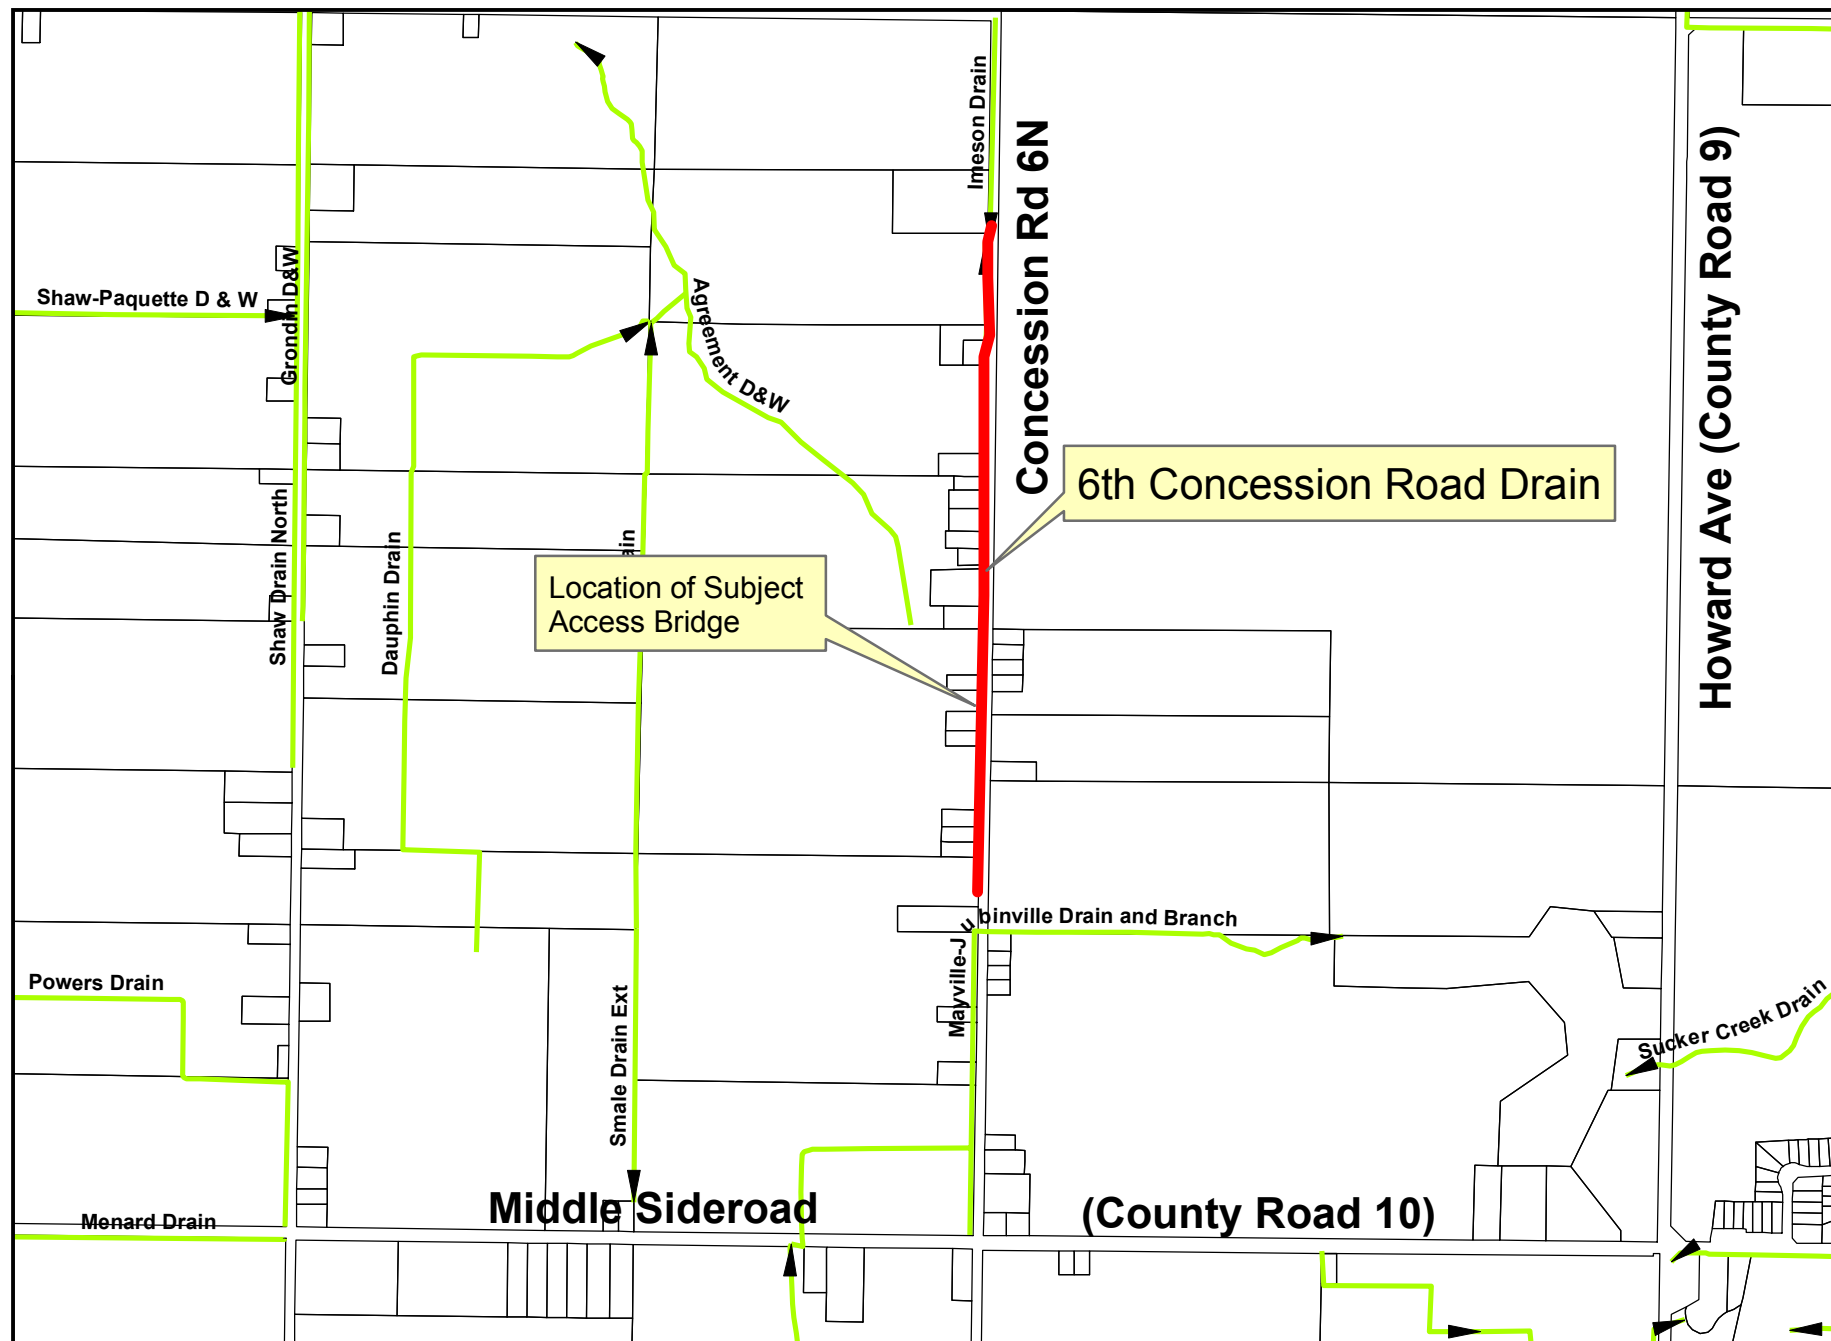 Imeson Drain
Concession Rd 6N
Howard Ave (County Road 9)
Shaw-Paquette D & W
Grondin D&W
Agreement D&W
6th Concession Road Drain
Shaw Drain North
Dauphin Drain
ain
Location of Subject
Access Bridge
Mayville-Jubinville Drain and Branch
Powers Drain
Smale Drain Ext
Sucker Creek Drain
Menard Drain
Middle Sideroad
(County Road 10)